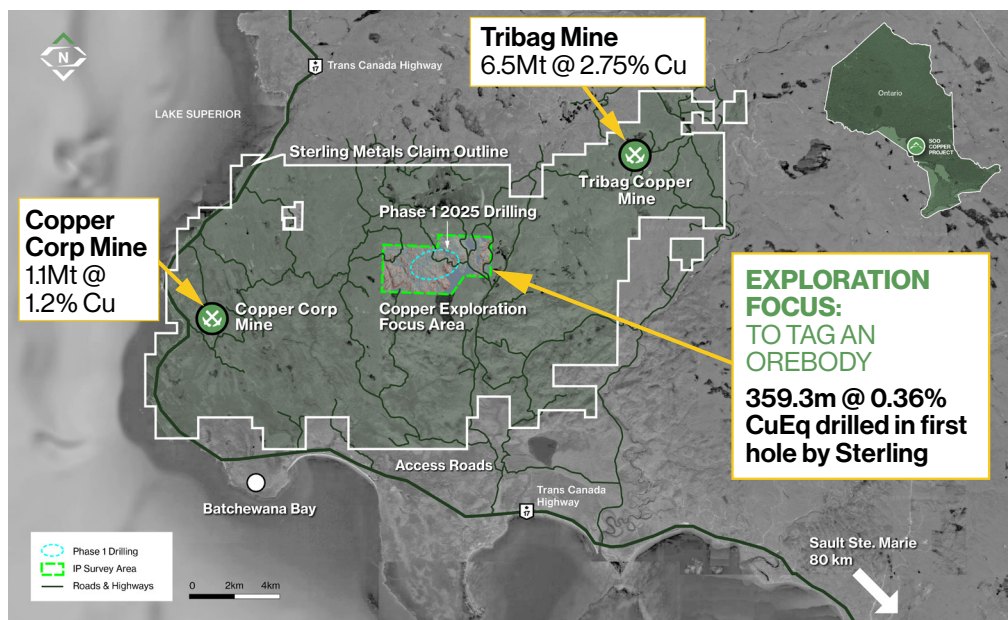 N
17
Trans Canada Highway
LAKE SUPERIOR
Tribag Mine
6.5Mt @ 2.75% Cu
Ontario
SOO
COPPER
PROJECT
Sterling Metals Claim Outline
Tribag Copper
Mine
Phase 1 2025 Drilling
Copper
Corp Mine
1.1Mt @
1.2% Cu
Copper Corp
Mine
Copper Exploration
Focus Area
EXPLORATION
FOCUS:
TO TAG AN
OREBODY
359.3m @ 0.36%
CuEq drilled in first
hole by Sterling
Access Roads
Batchewana Bay
Trans Canada
Highway
17
Sault Ste. Marie
80 km
Phase 1 Drilling
IP Survey Area
Roads & Highways
0 2km 4km